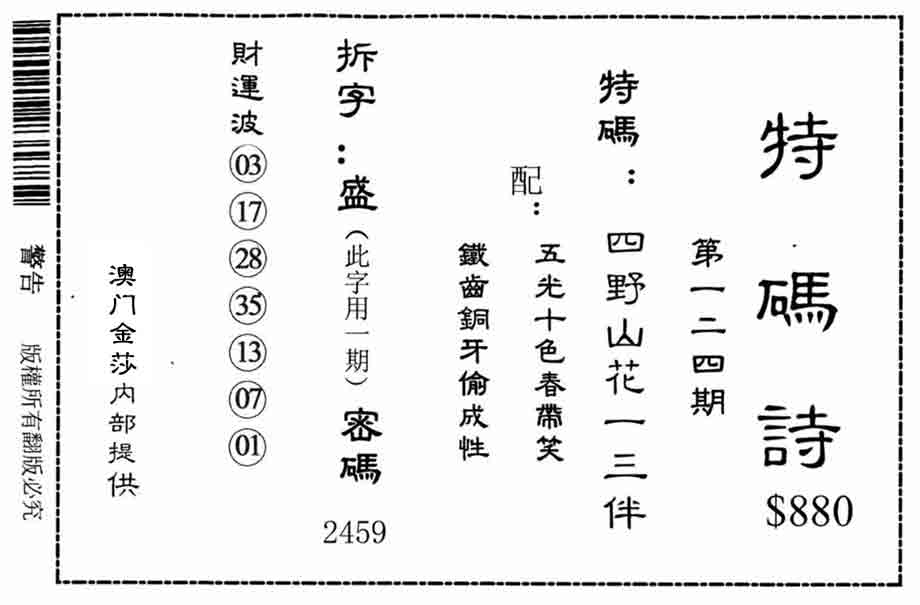 特碼詩
$880
第一二四期
特碼：四野山花一三伴
配：
五光十色春帶笑
鐵齒銅牙偷成性
拆字：盛（此字用一期）密碼
2459
財運波 03 17 28 35 13 07 01
澳门金莎内部提供
警告 版權所有翻版必究